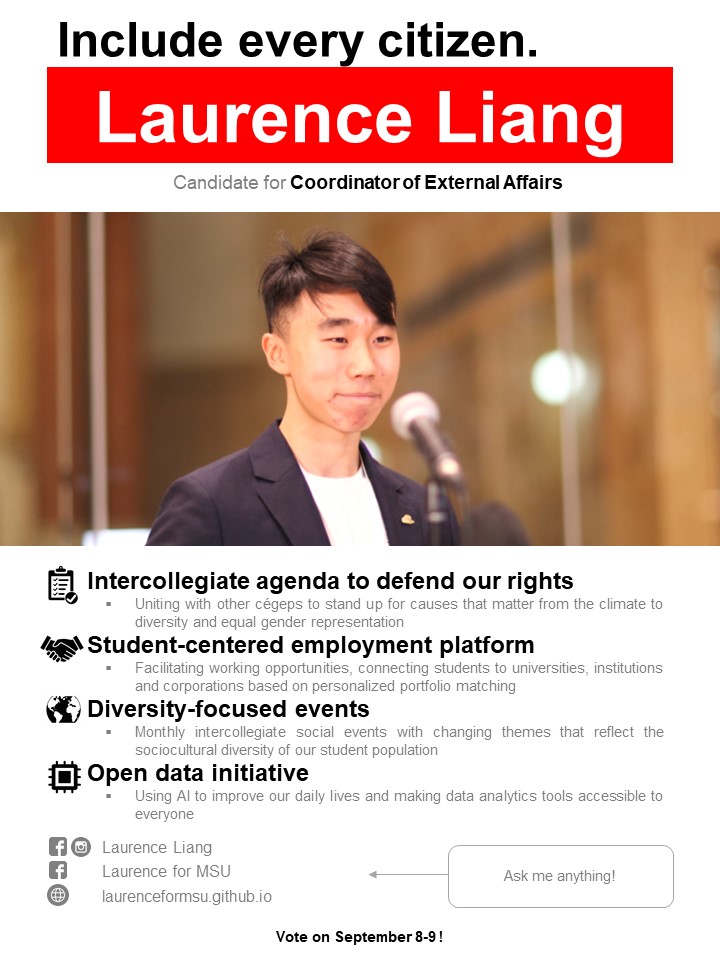 Include every citizen.
Laurence Liang
Candidate for Coordinator of External Affairs
Intercollegiate agenda to defend our rights
▪ Uniting with other cégeps to stand up for causes that matter from the climate to
diversity and equal gender representation
Student-centered employment platform
▪ Facilitating working opportunities, connecting students to universities, institutions
and corporations based on personalized portfolio matching
Diversity-focused events
▪ Monthly intercollegiate social events with changing themes that reflect the
sociocultural diversity of our student population
Open data initiative
▪ Using AI to improve our daily lives and making data analytics tools accessible to
everyone
Laurence Liang
Laurence for MSU
laurenceformsu.github.io
Ask me anything!
Vote on September 8-9 !